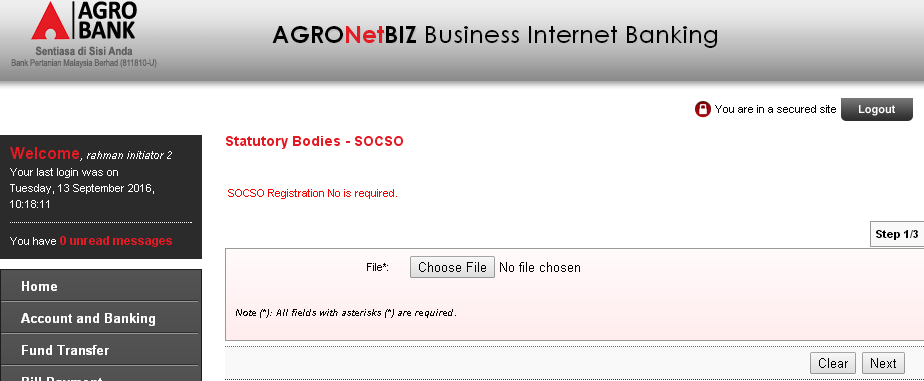 AGRO
BANK
Sentiasa di Sisi Anda
Bank Pertanian Malaysia Berhad (811810-U)
AGRONetBIZ Business Internet Banking
You are in a secured site
Logout
Welcome, rahman initiator 2
Your last login was on
Tuesday, 13 September 2016,
10:18:11
You have 0 unread messages
Home
Account and Banking
Fund Transfer
Bill Payment
Statutory Bodies - SOCSO
SOCSO Registration No is required.
Step 1/3
File*: Choose File No file chosen
Note (*): All fields with asterisks (*) are required.
Clear Next